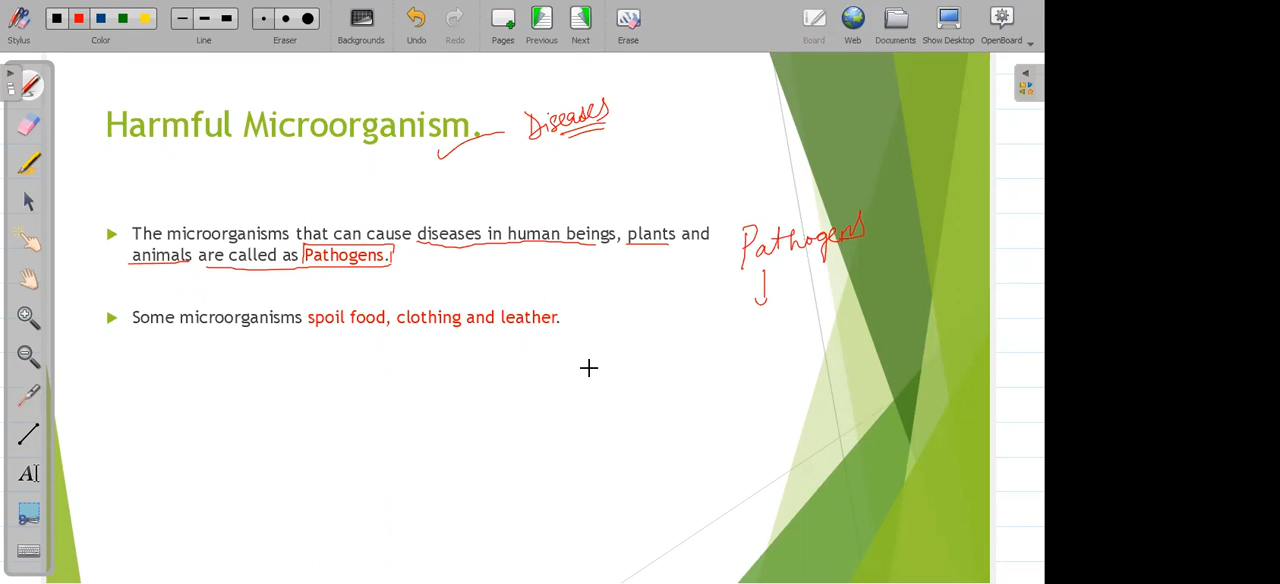 Stylus Color Line Eraser Backgrounds Undo Redo Pages Previous Next Erase Board Web Documents Show Desktop OpenBoard
Harmful Microorganism. Diseases
The microorganisms that can cause diseases in human beings, plants and
animals are called as Pathogens.
Pathogens
Some microorganisms spoil food, clothing and leather.
AI